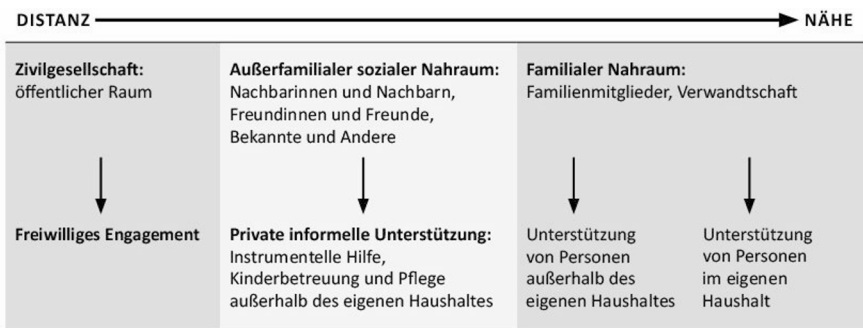 DISTANZ NÄHE
Zivilgesellschaft:
öffentlicher Raum
Außerfamilialer sozialer Nahraum:
Nachbarinnen und Nachbarn,
Freundinnen und Freunde,
Bekannte und Andere
Familialer Nahraum:
Familienmitglieder, Verwandtschaft
Freiwilliges Engagement
Private informelle Unterstützung:
Instrumentelle Hilfe,
Kinderbetreuung und Pflege
außerhalb des eigenen Haushaltes
Unterstützung
von Personen
außerhalb des
eigenen Haushaltes
Unterstützung
von Personen
im eigenen
Haushalt